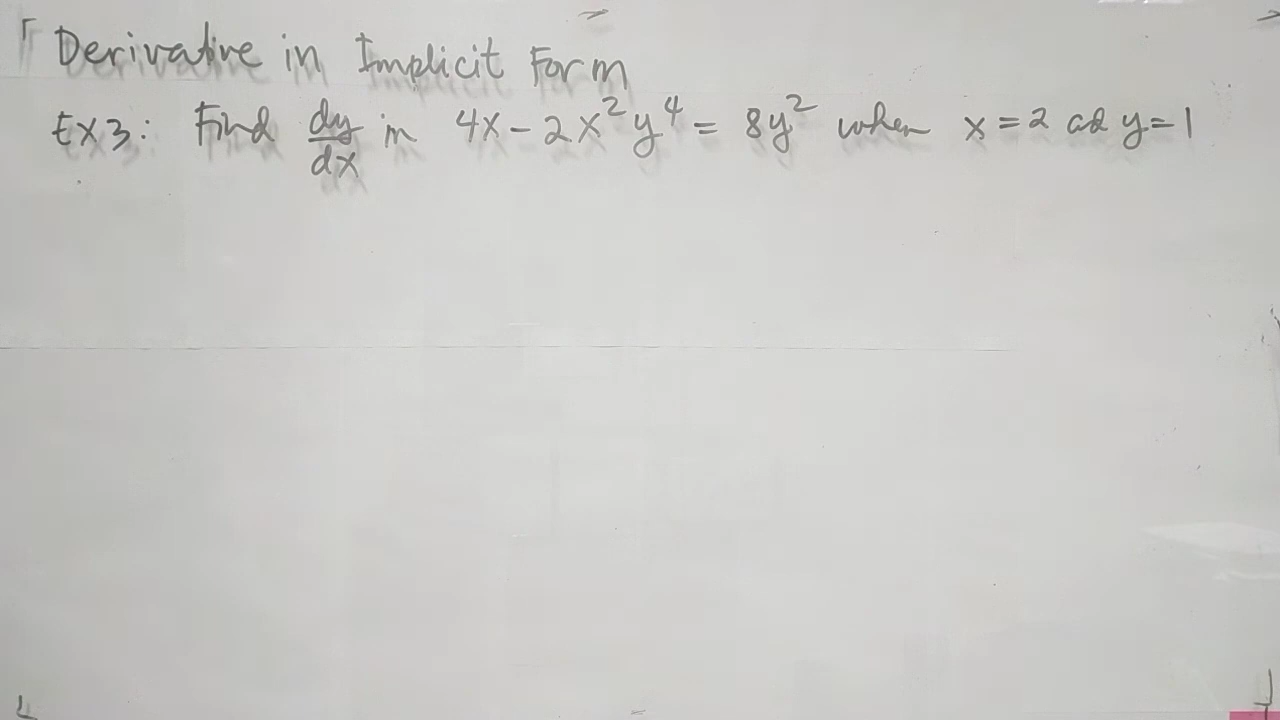 Derivative in Implicit Form
EX3: Find dy/dx in 4x - 2x²y⁴ = 8y² when x = 2 ad y = 1